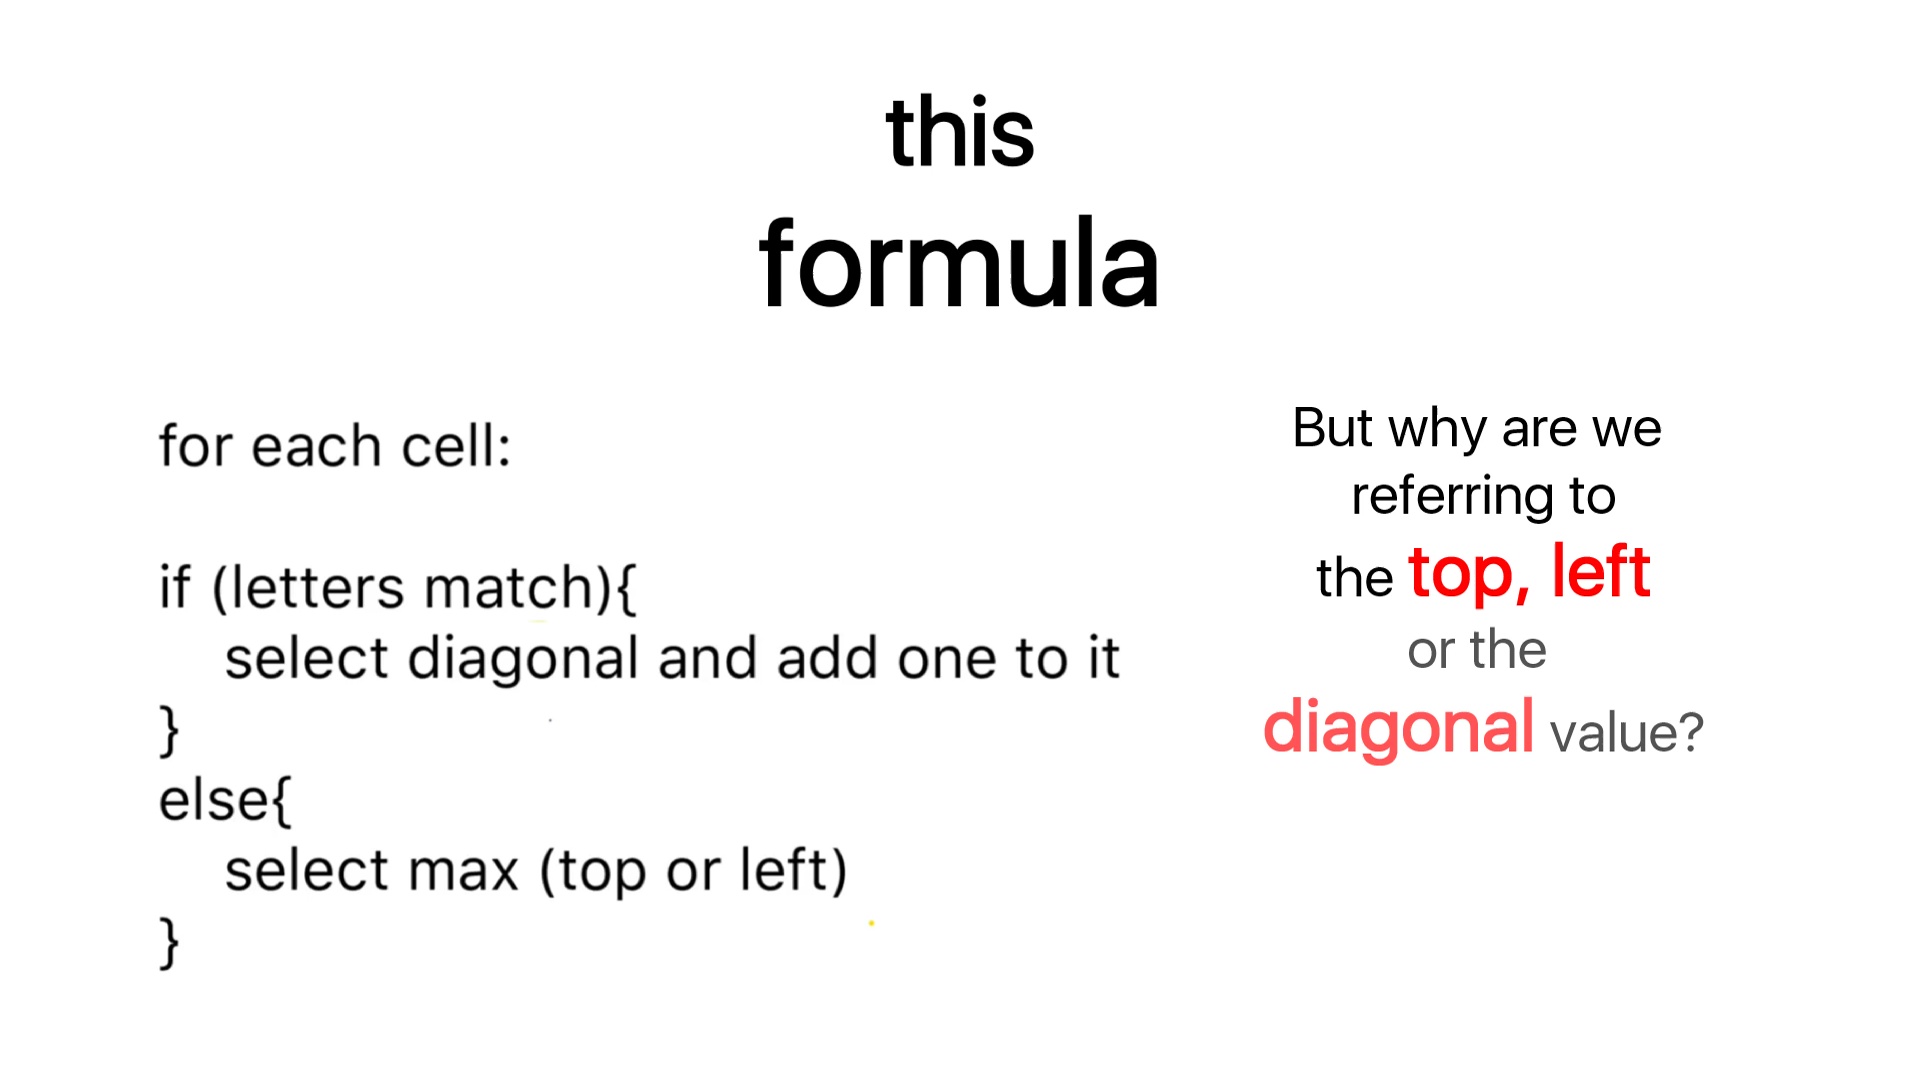 this
formula
for each cell:
if (letters match){
select diagonal and add one to it
}
else{
select max (top or left)
}
But why are we
referring to
the top, left
or the
diagonal value?